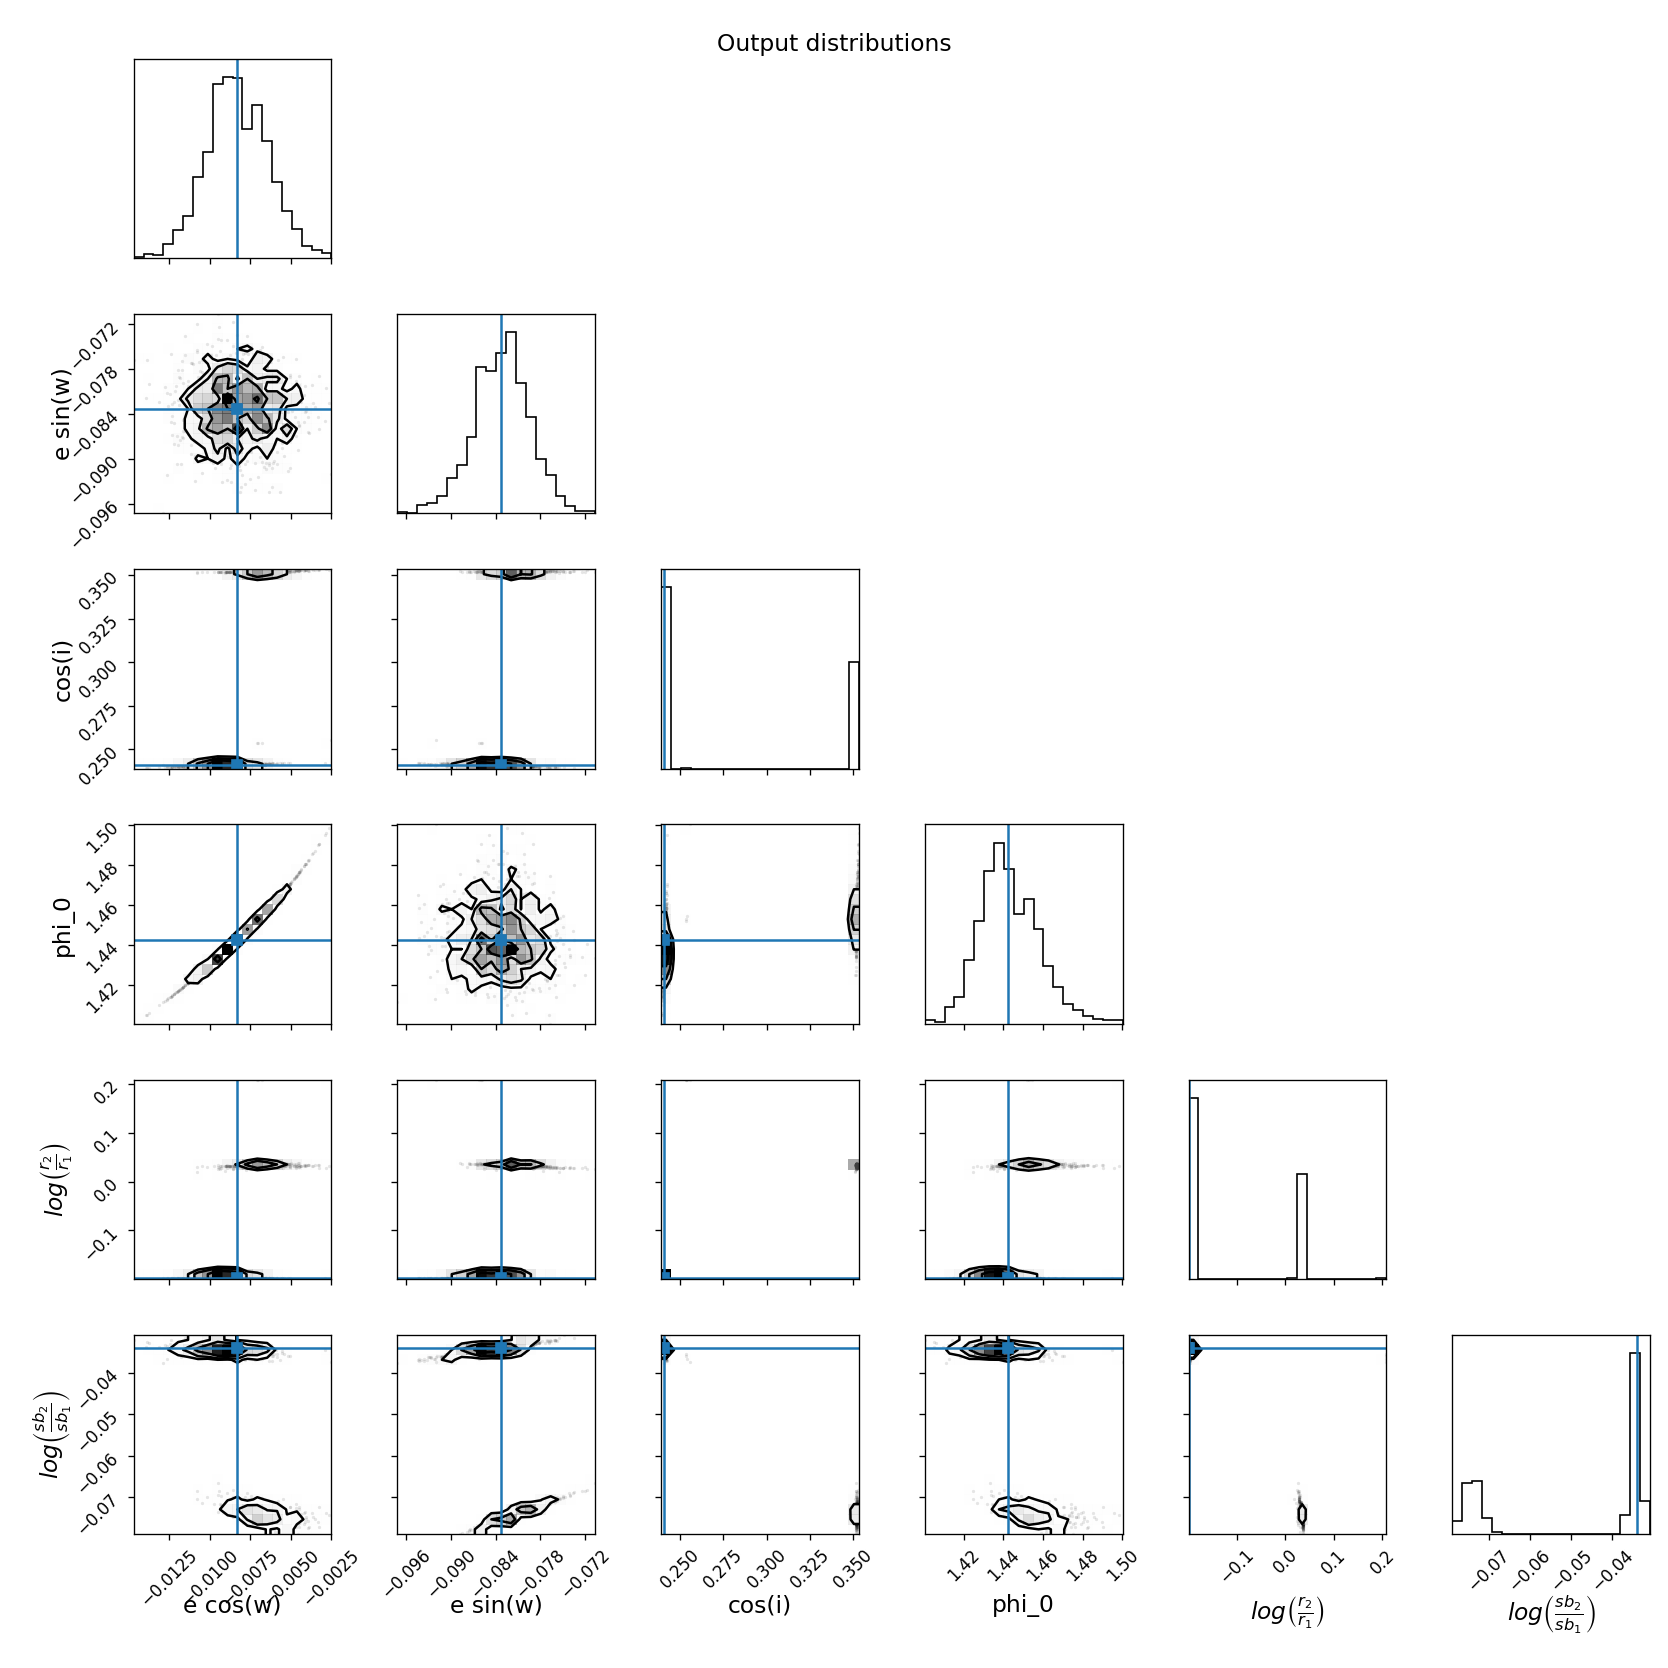 Output distributions
e sin(w)
−0.072
−0.078
−0.084
−0.090
−0.096
cos(i)
0.350
0.325
0.300
0.275
0.250
phi_0
1.50
1.48
1.46
1.44
1.42
log(r₂/r₁)
0.2
0.1
0.0
−0.1
log(sb₂/sb₁)
−0.04
−0.05
−0.06
−0.07
−0.0125 −0.0100 −0.0075 −0.0050 −0.0025
−0.096 −0.090 −0.084 −0.078 −0.072
0.250 0.275 0.300 0.325 0.350
1.42 1.44 1.46 1.48 1.50
−0.1 0.0 0.1 0.2
−0.07 −0.06 −0.05 −0.04
e cos(w) e sin(w) cos(i) phi_0 log(r₂/r₁) log(sb₂/sb₁)